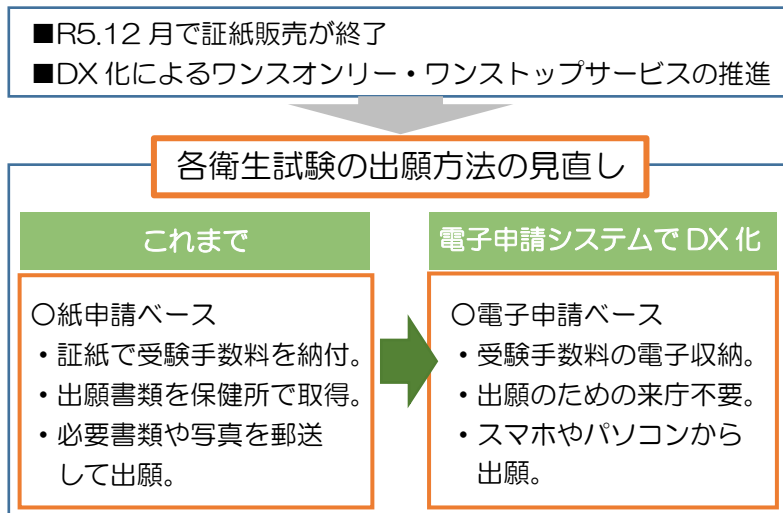 ■R5.12月で証紙販売が終了
■DX化によるワンスオンリー・ワンストップサービスの推進
各衛生試験の出願方法の見直し
これまで
〇紙申請ベース
・証紙で受験手数料を納付。
・出願書類を保健所で取得。
・必要書類や写真を郵送
して出願。
電子申請システムでDX化
〇電子申請ベース
・受験手数料の電子収納。
・出願のための来庁不要。
・スマホやパソコンから
出願。